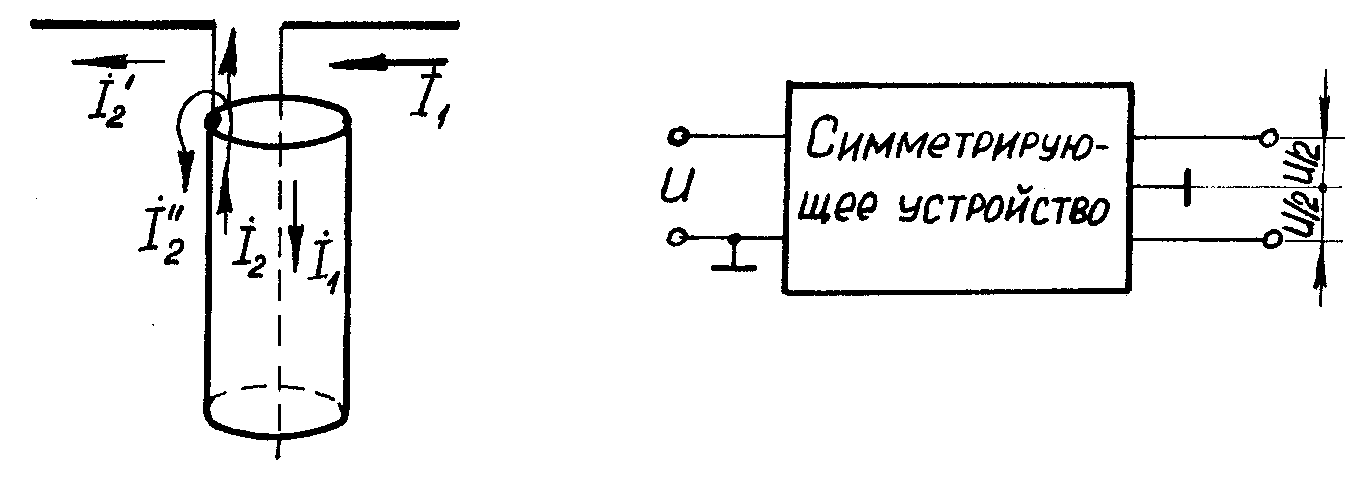 İ₂′
İ₁
İ₂″
İ₂
İ₁
U
Симметрирую-
щее устройство
U/2
U/2